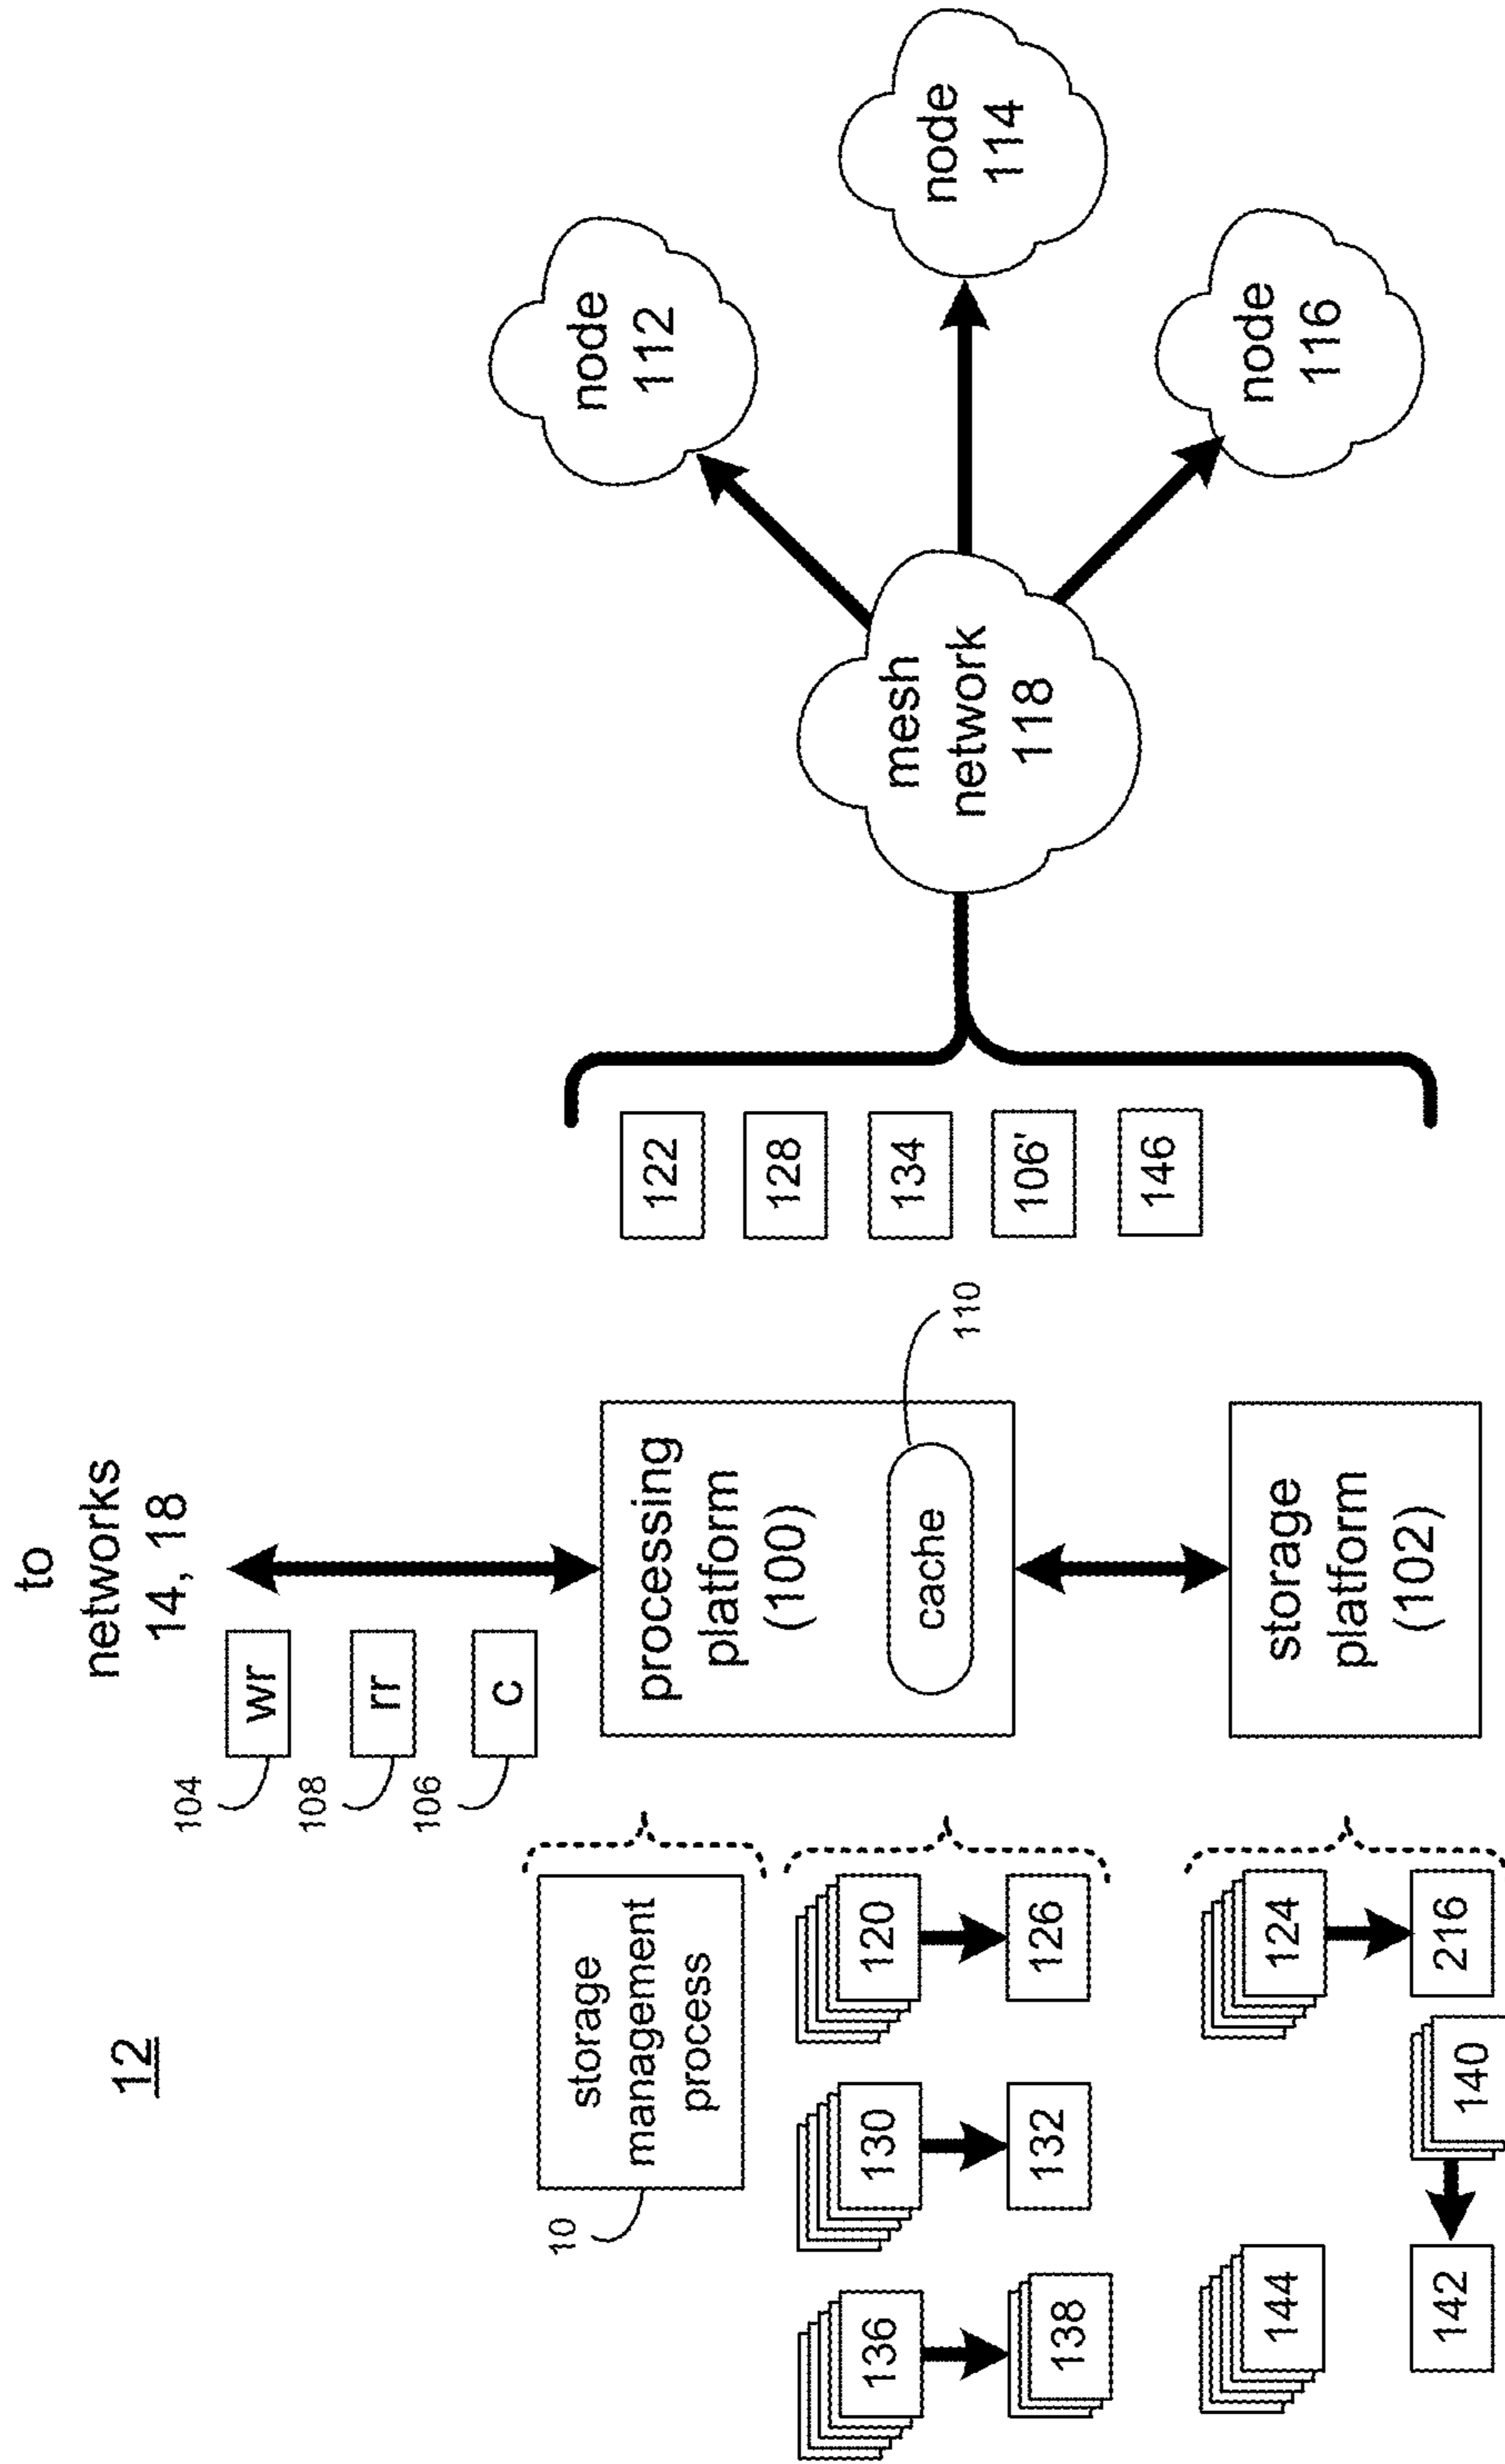 12
to
networks
14, 18
104
wr
108
rr
106
c
storage
management
process
10
processing
platform
(100)
cache
110
136
138
130
132
120
126
144
142
140
124
216
storage
platform
(102)
122
128
134
106'
146
mesh
network
118
node
112
node
114
node
116